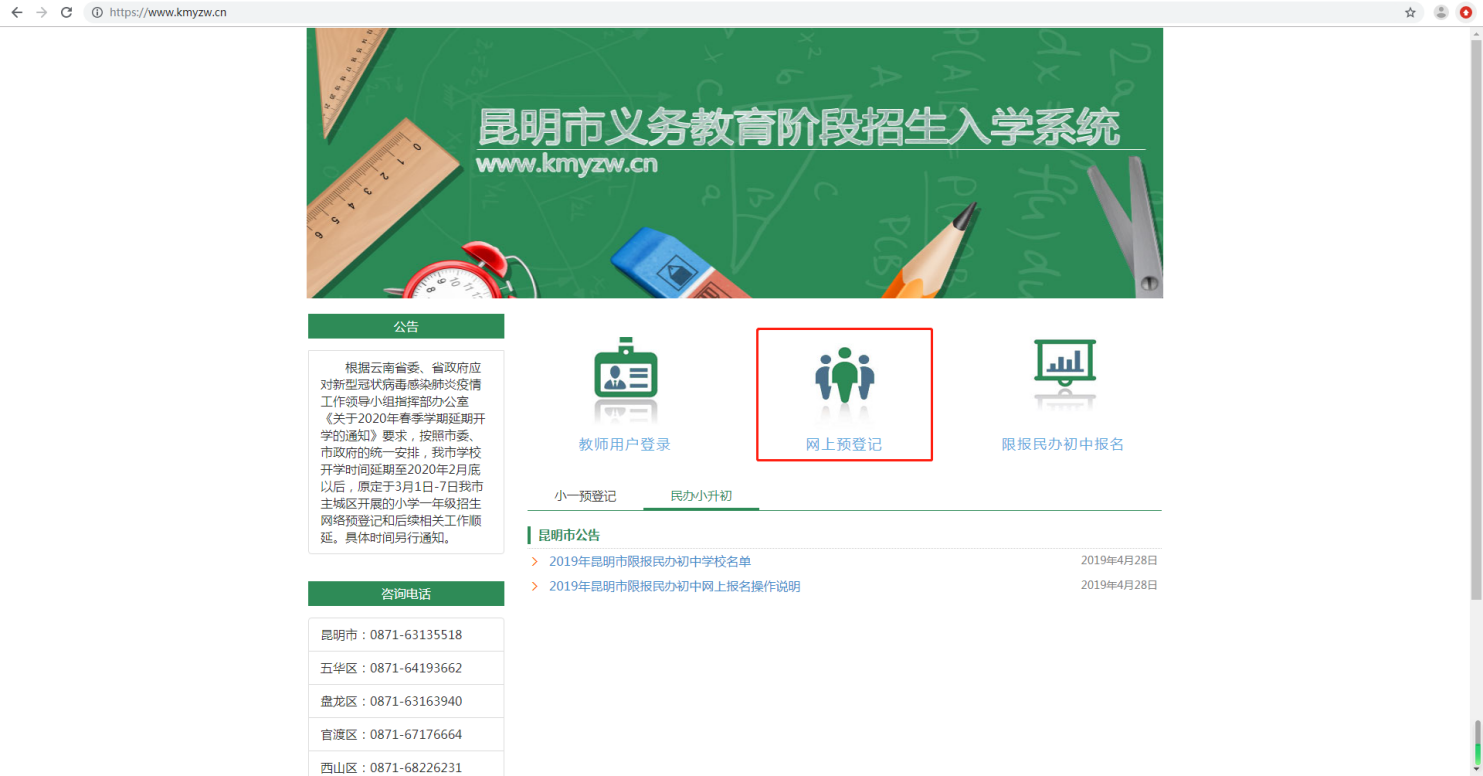 https://www.kmyzw.cn
昆明市义务教育阶段招生入学系统
www.kmyzw.cn
公告
根据云南省委、省政府应
对新型冠状病毒感染肺炎疫情
工作领导小组指挥部办公室
《关于2020年春季学期延期开
学的通知》要求，按照市委、
市政府的统一安排，我市学校
开学时间延期至2020年2月底
以后，原定于3月1日-7日我市
主城区开展的小学一年级招生
网络预登记和后续相关工作顺
延。具体时间另行通知。
咨询电话
昆明市：0871-63135518
五华区：0871-64193662
盘龙区：0871-63163940
官渡区：0871-67176664
西山区：0871-68226231
教师用户登录
网上预登记
限报民办初中报名
小一预登记
民办小升初
昆明市公告
2019年昆明市限报民办初中学校名单
2019年4月28日
2019年昆明市限报民办初中网上报名操作说明
2019年4月28日